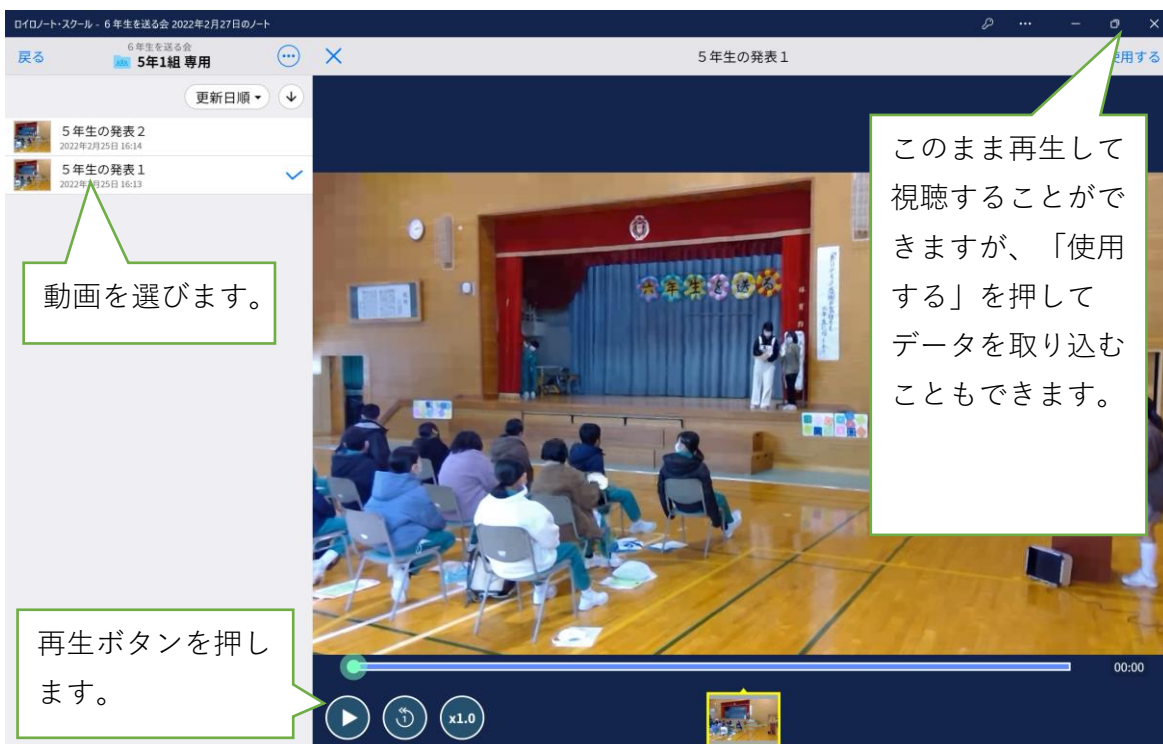 ロイロノート・スクール - 6 年生を送る会 2022年2月27日のノート
戻る
6 年生を送る会
5年1組 専用
5 年生の発表 1
使用する
更新日順
5 年生の発表 2
2022年2月25日 16:14
5 年生の発表 1
2022年2月25日 16:13
動画を選びます。
このまま再生して
視聴することがで
きますが、「使用
する」を押して
データを取り込む
こともできます。
六年生を送る
再生ボタンを押し
ます。
00:00
1
x1.0